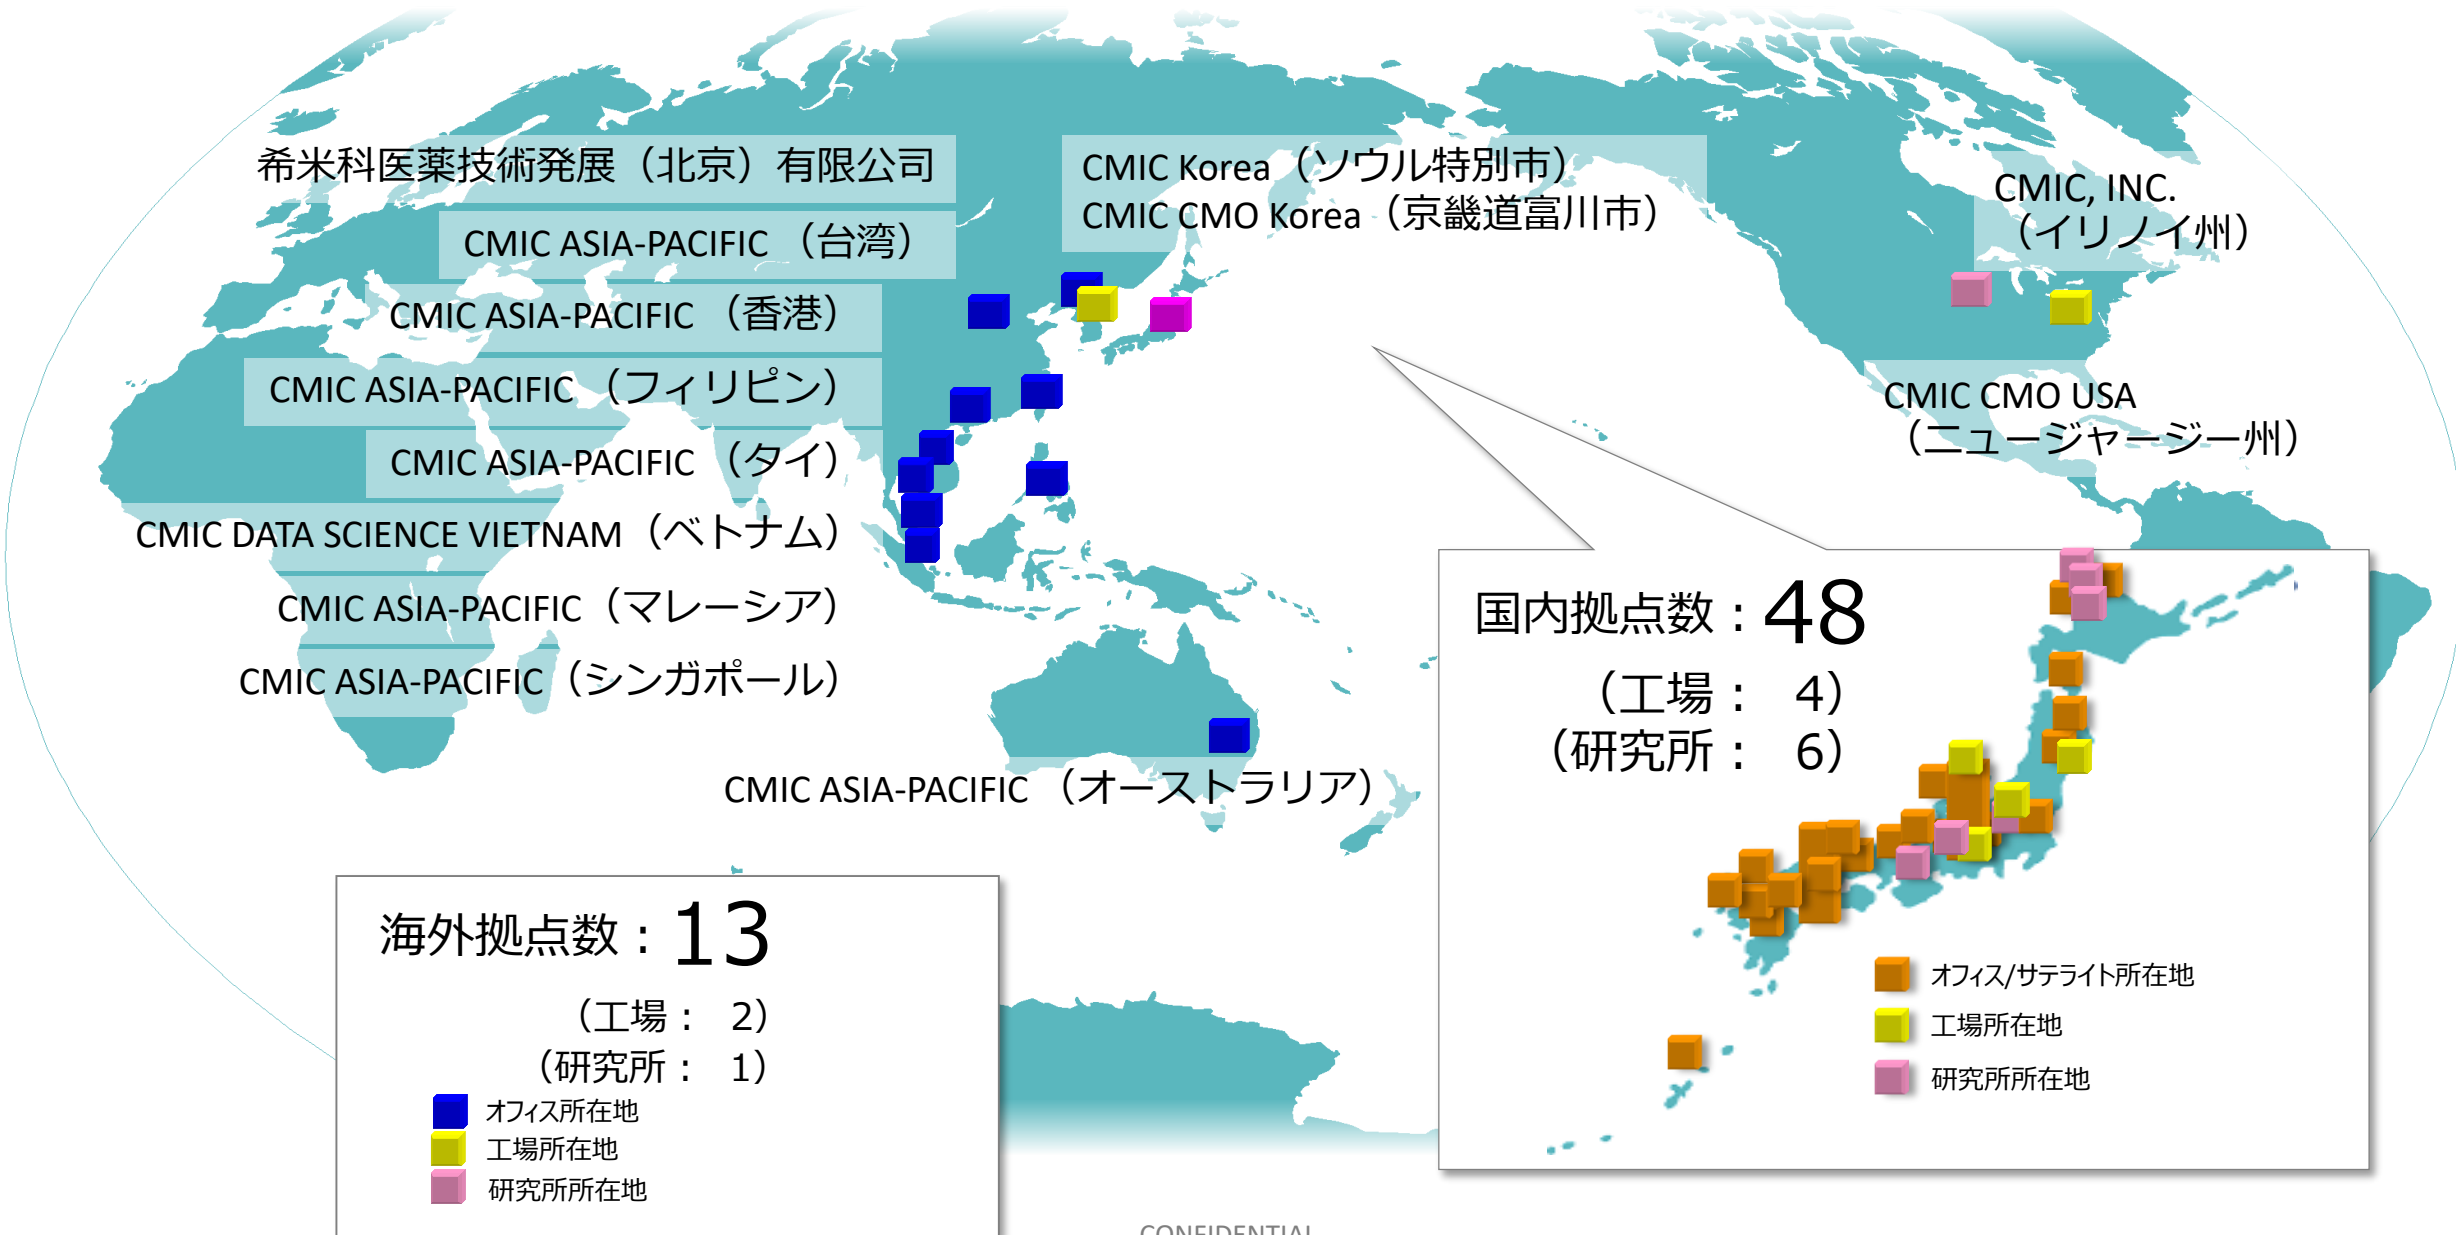 希米科医薬技術発展（北京）有限公司
CMIC ASIA-PACIFIC （台湾）
CMIC ASIA-PACIFIC （香港）
CMIC ASIA-PACIFIC （フィリピン）
CMIC ASIA-PACIFIC （タイ）
CMIC DATA SCIENCE VIETNAM（ベトナム）
CMIC ASIA-PACIFIC（マレーシア）
CMIC ASIA-PACIFIC（シンガポール）
CMIC ASIA-PACIFIC （オーストラリア）
CMIC Korea（ソウル特別市）
CMIC CMO Korea（京畿道富川市）
CMIC, INC.
（イリノイ州）
CMIC CMO USA
（ニュージャージー州）
国内拠点数：48
（工場： 4）
（研究所： 6）
オフィス/サテライト所在地
工場所在地
研究所所在地
海外拠点数：13
（工場： 2）
（研究所： 1）
オフィス所在地
工場所在地
研究所所在地
CONFIDENTIAL